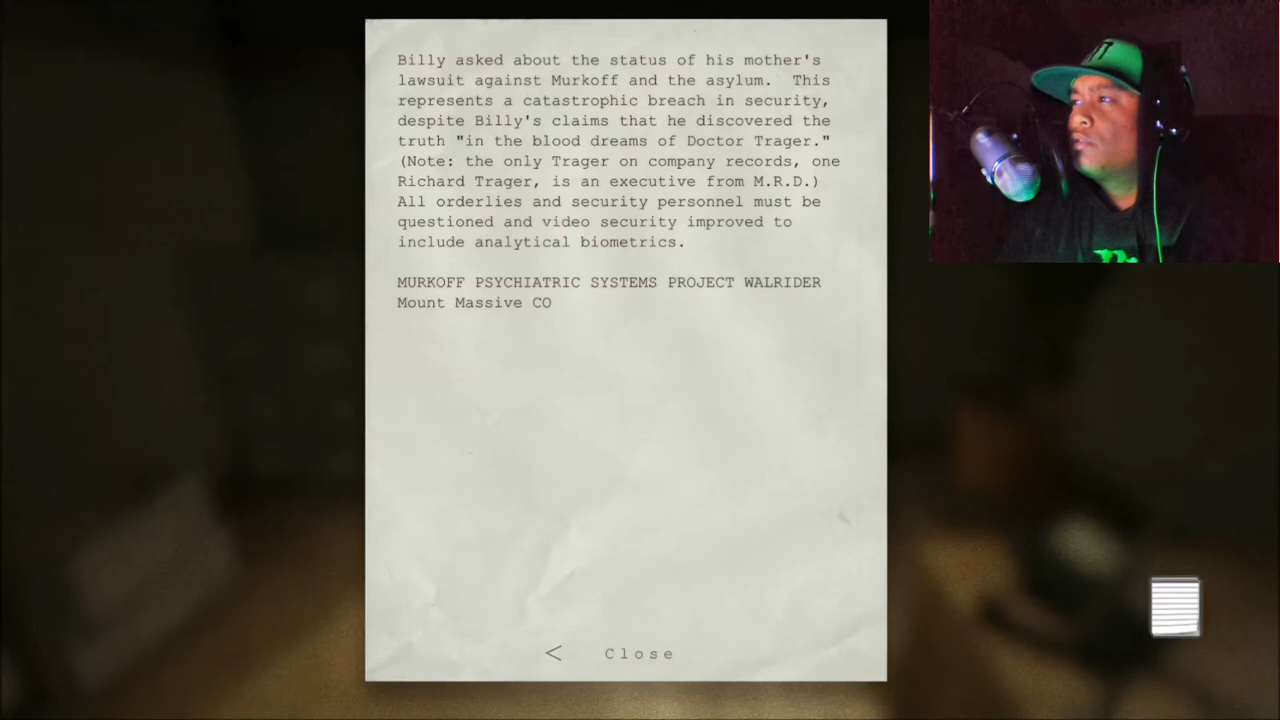 Billy asked about the status of his mother's
lawsuit against Murkoff and the asylum.  This
represents a catastrophic breach in security,
despite Billy's claims that he discovered the
truth "in the blood dreams of Doctor Trager."
(Note: the only Trager on company records, one
Richard Trager, is an executive from M.R.D.)
All orderlies and security personnel must be
questioned and video security improved to
include analytical biometrics.
MURKOFF PSYCHIATRIC SYSTEMS PROJECT WALRIDER
Mount Massive CO
< Close